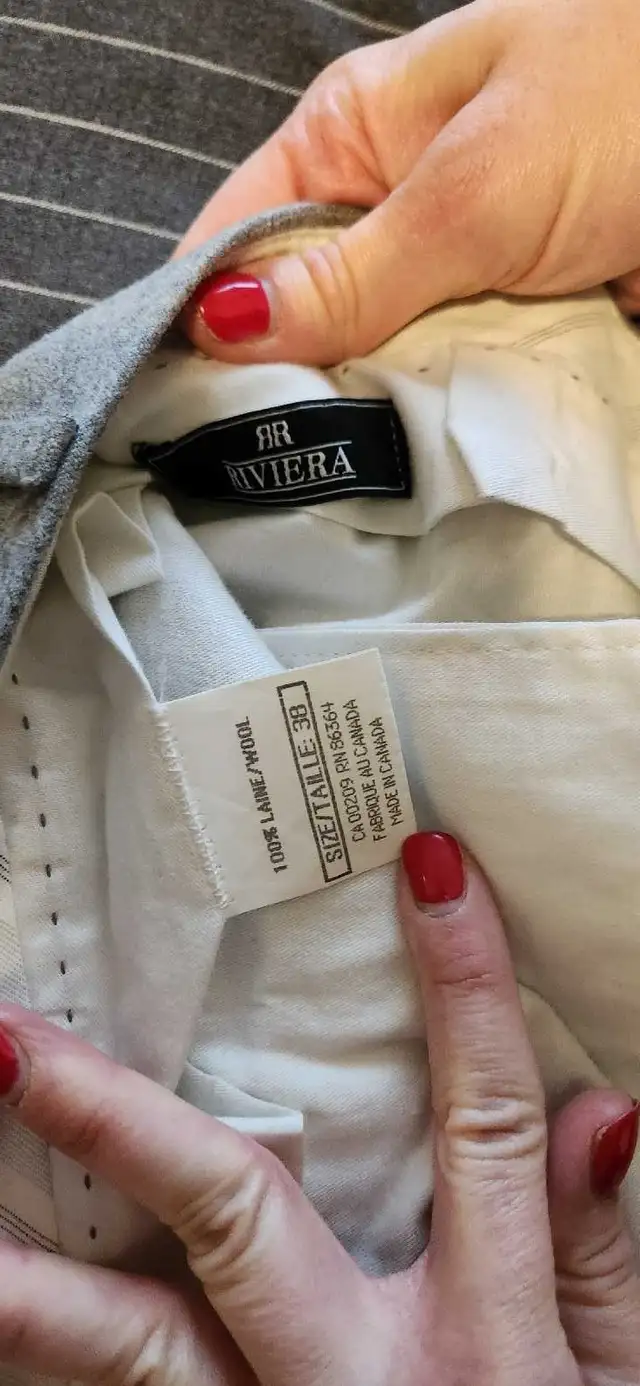 RR
RIVIERA
100% LAINE/WOOL
SIZE/TAILLE: 38
CA 00209 RN 86364
FABRIQUE AU CANADA
MADE IN CANADA